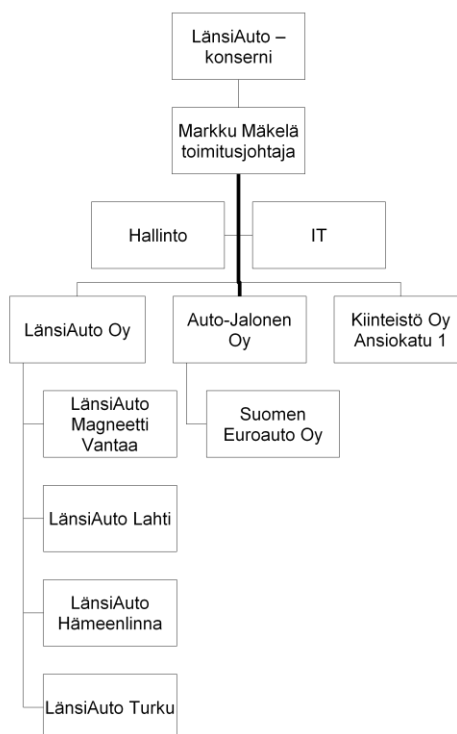 LänsiAuto –
konserni
Markku Mäkelä
toimitusjohtaja
Hallinto
IT
LänsiAuto Oy
Auto-Jalonen
Oy
Kiinteistö Oy
Ansiokatu 1
LänsiAuto
Magneetti
Vantaa
Suomen
Euroauto Oy
LänsiAuto Lahti
LänsiAuto
Hämeenlinna
LänsiAuto Turku